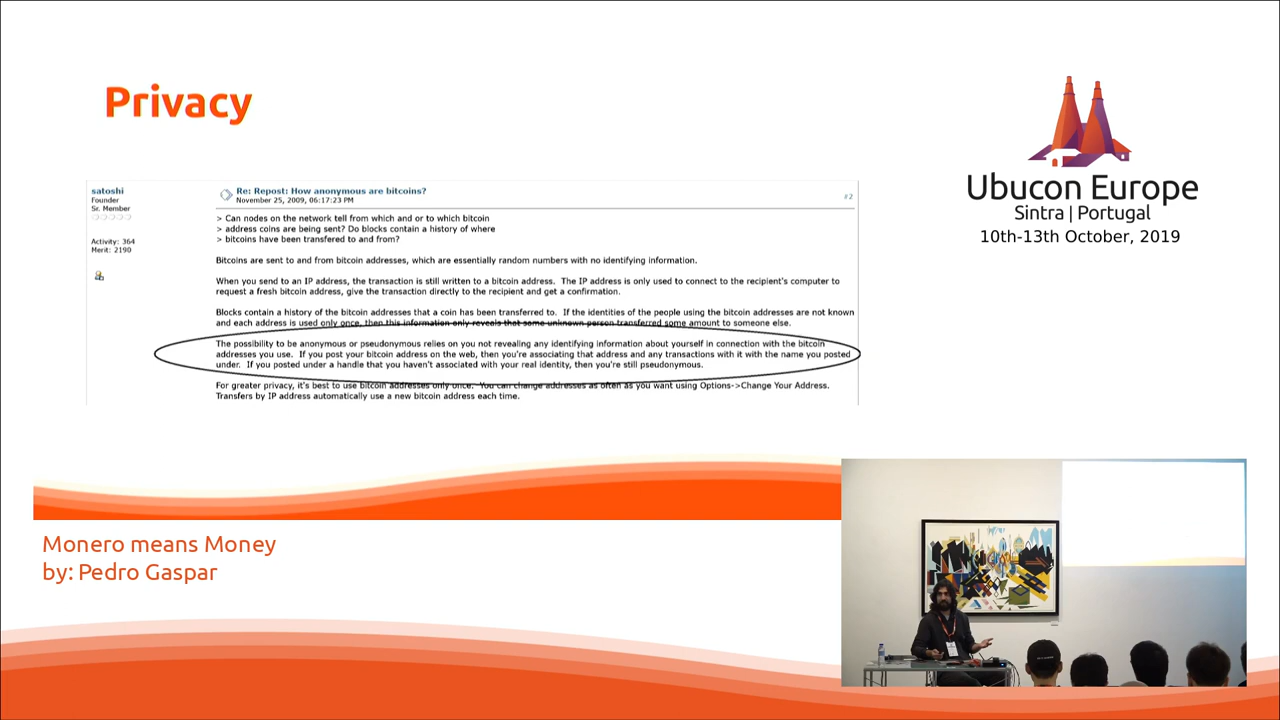 Privacy
Ubucon Europe
Sintra | Portugal
10th-13th October, 2019
satoshi
Founder
Sr. Member
Activity: 364
Merit: 2190
Re: Repost: How anonymous are bitcoins?
November 25, 2009, 06:17:23 PM
#2
> Can nodes on the network tell from which and or to which bitcoin
> address coins are being sent? Do blocks contain a history of where
> bitcoins have been transfered to and from?
Bitcoins are sent to and from bitcoin addresses, which are essentially random numbers with no identifying information.
When you send to an IP address, the transaction is still written to a bitcoin address.  The IP address is only used to connect to the recipient's computer to
request a fresh bitcoin address, give the transaction directly to the recipient and get a confirmation.
Blocks contain a history of the bitcoin addresses that a coin has been transferred to.  If the identities of the people using the bitcoin addresses are not known
and each address is used only once, then this information only reveals that some unknown person transferred some amount to someone else.
The possibility to be anonymous or pseudonymous relies on you not revealing any identifying information about yourself in connection with the bitcoin
addresses you use.  If you post your bitcoin address on the web, then you're associating that address and any transactions with it with the name you posted
under.  If you posted under a handle that you haven't associated with your real identity, then you're still pseudonymous.
For greater privacy, it's best to use bitcoin addresses only once.  You can change addresses as often as you want using Options->Change Your Address.
Transfers by IP address automatically use a new bitcoin address each time.
Monero means Money
by: Pedro Gaspar